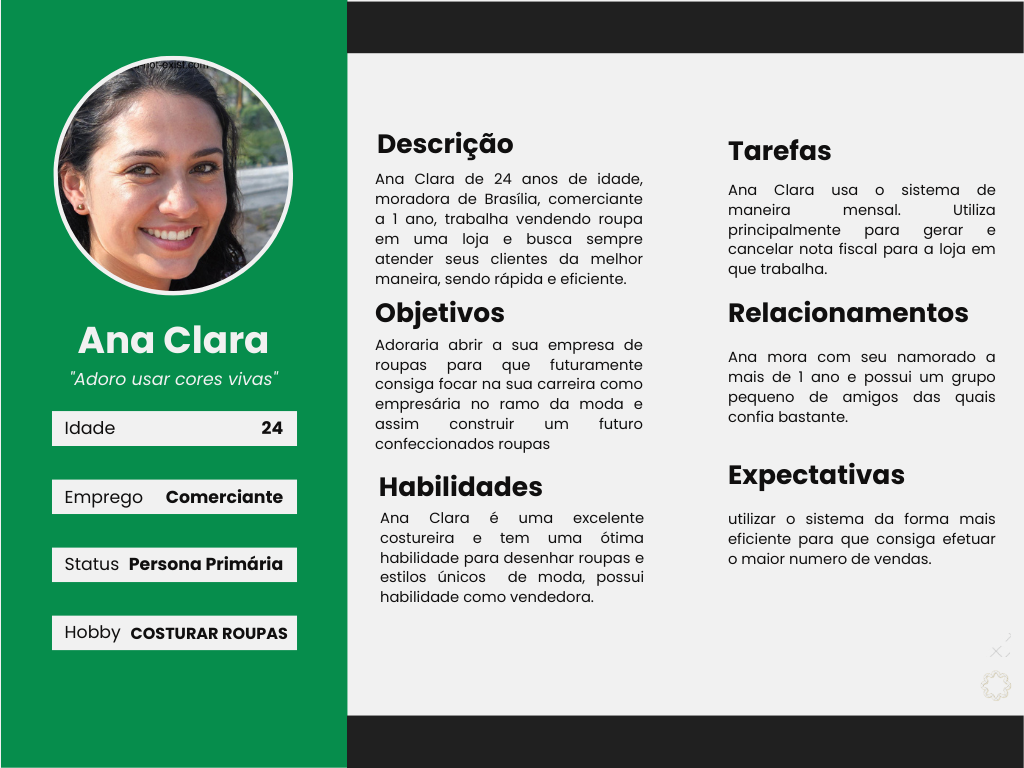 not-exist.com
Ana Clara
"Adoro usar cores vivas"
Idade 24
Emprego Comerciante
Status Persona Primária
Hobby COSTURAR ROUPAS
Descrição
Ana Clara de 24 anos de idade,
moradora de Brasília, comerciante
a 1 ano, trabalha vendendo roupa
em uma loja e busca sempre
atender seus clientes da melhor
maneira, sendo rápida e eficiente.
Objetivos
Adoraria abrir a sua empresa de
roupas para que futuramente
consiga focar na sua carreira como
empresária no ramo da moda e
assim construir um futuro
confeccionados roupas
Habilidades
Ana Clara é uma excelente
costureira e tem uma ótima
habilidade para desenhar roupas e
estilos únicos de moda, possui
habilidade como vendedora.
Tarefas
Ana Clara usa o sistema de
maneira mensal. Utiliza
principalmente para gerar e
cancelar nota fiscal para a loja em
que trabalha.
Relacionamentos
Ana mora com seu namorado a
mais de 1 ano e possui um grupo
pequeno de amigos das quais
confia bastante.
Expectativas
utilizar o sistema da forma mais
eficiente para que consiga efetuar
o maior numero de vendas.